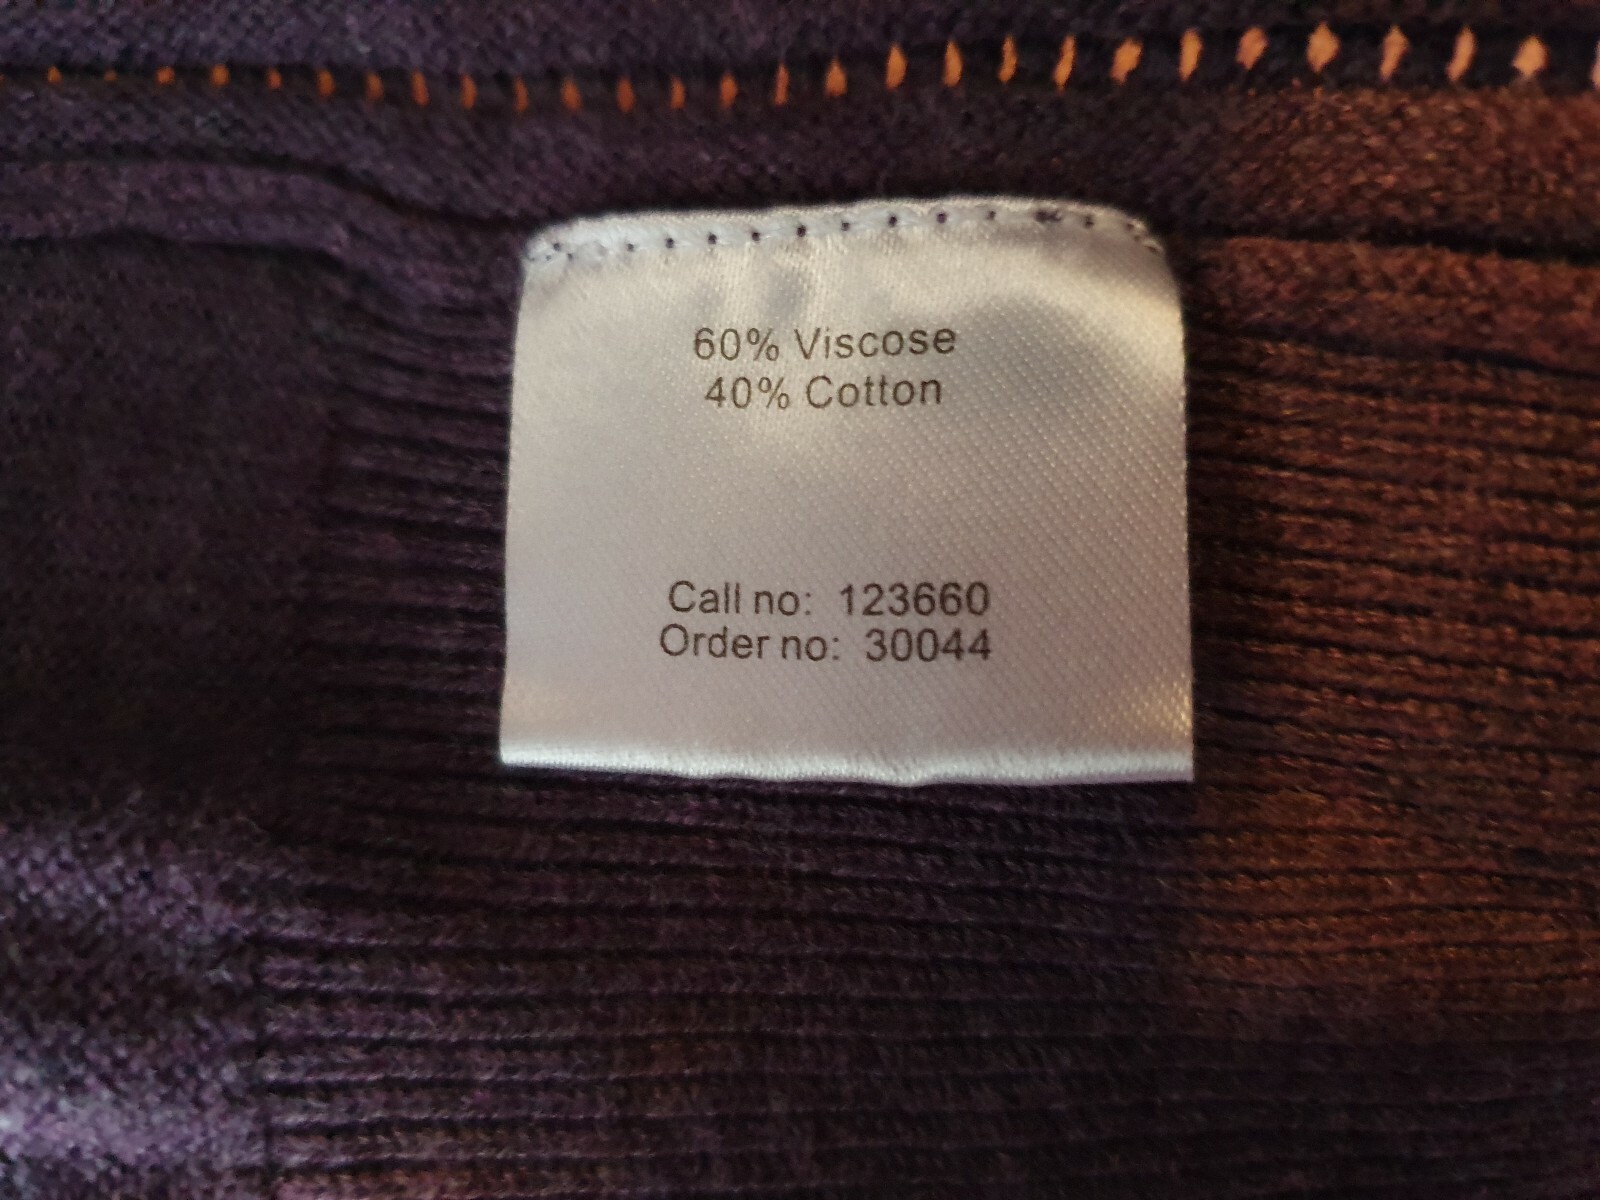 60% Viscose
40% Cotton
Call no: 123660
Order no: 30044